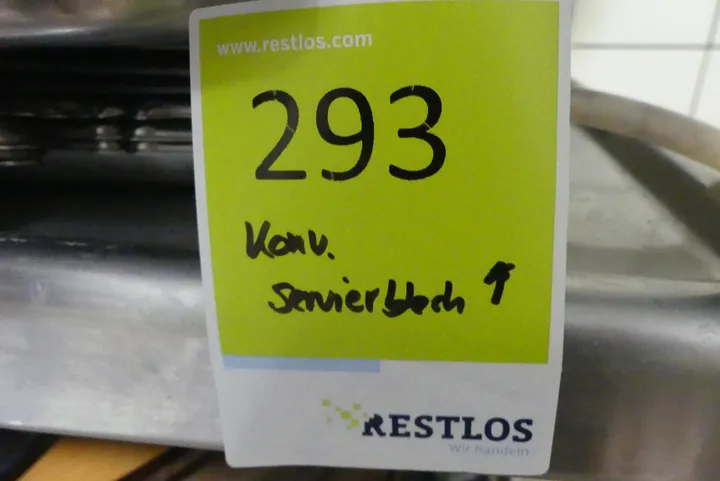 www.restlos.com
293
Konv.
Servierblech ↑
RESTLOS
Wir handeln